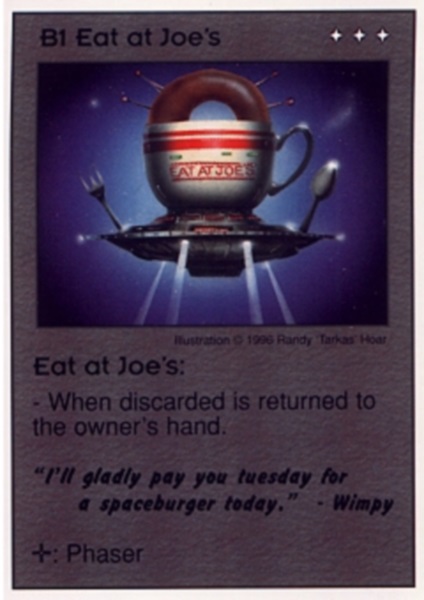 B1 Eat at Joe's
EAT AT JOE'S
Illustration © 1996 Randy 'Tarkas' Hoar
Eat at Joe's:
- When discarded is returned to
the owner's hand.
"I'll gladly pay you tuesday for
a spaceburger today." - Wimpy
✛: Phaser